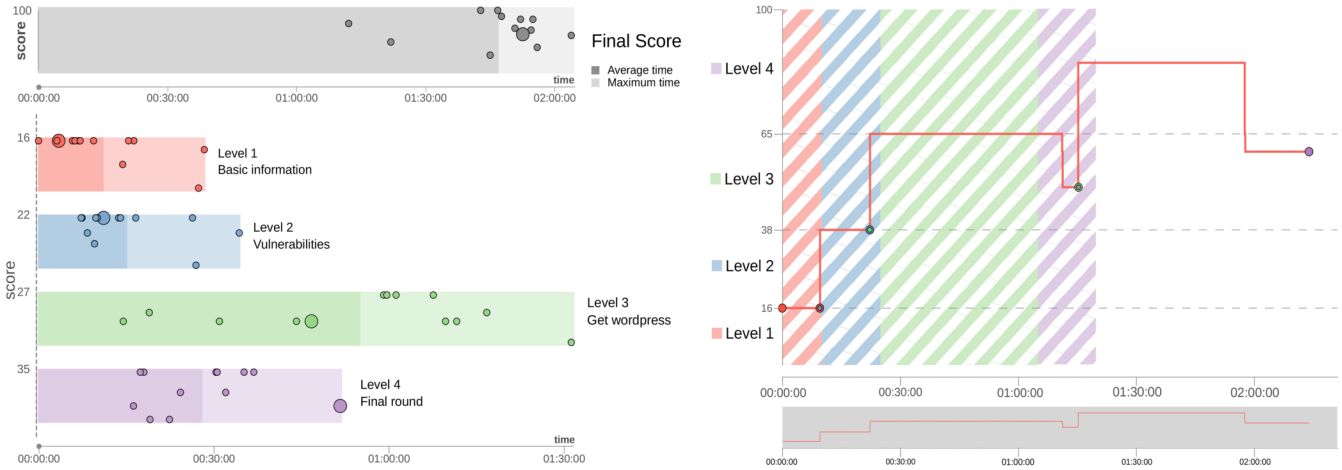 100
score
time
00:00:00 00:30:00 01:00:00 01:30:00 02:00:00
Final Score
Average time
Maximum time
score
16
Level 1
Basic information
22
Level 2
Vulnerabilities
27
Level 3
Get wordpress
35
Level 4
Final round
time
00:00:00 00:30:00 01:00:00 01:30:00
100
Level 4
65
Level 3
38
Level 2
16
Level 1
00:00:00 00:30:00 01:00:00 01:30:00 02:00:00
00:00:00 00:30:00 01:00:00 01:30:00 02:00:00